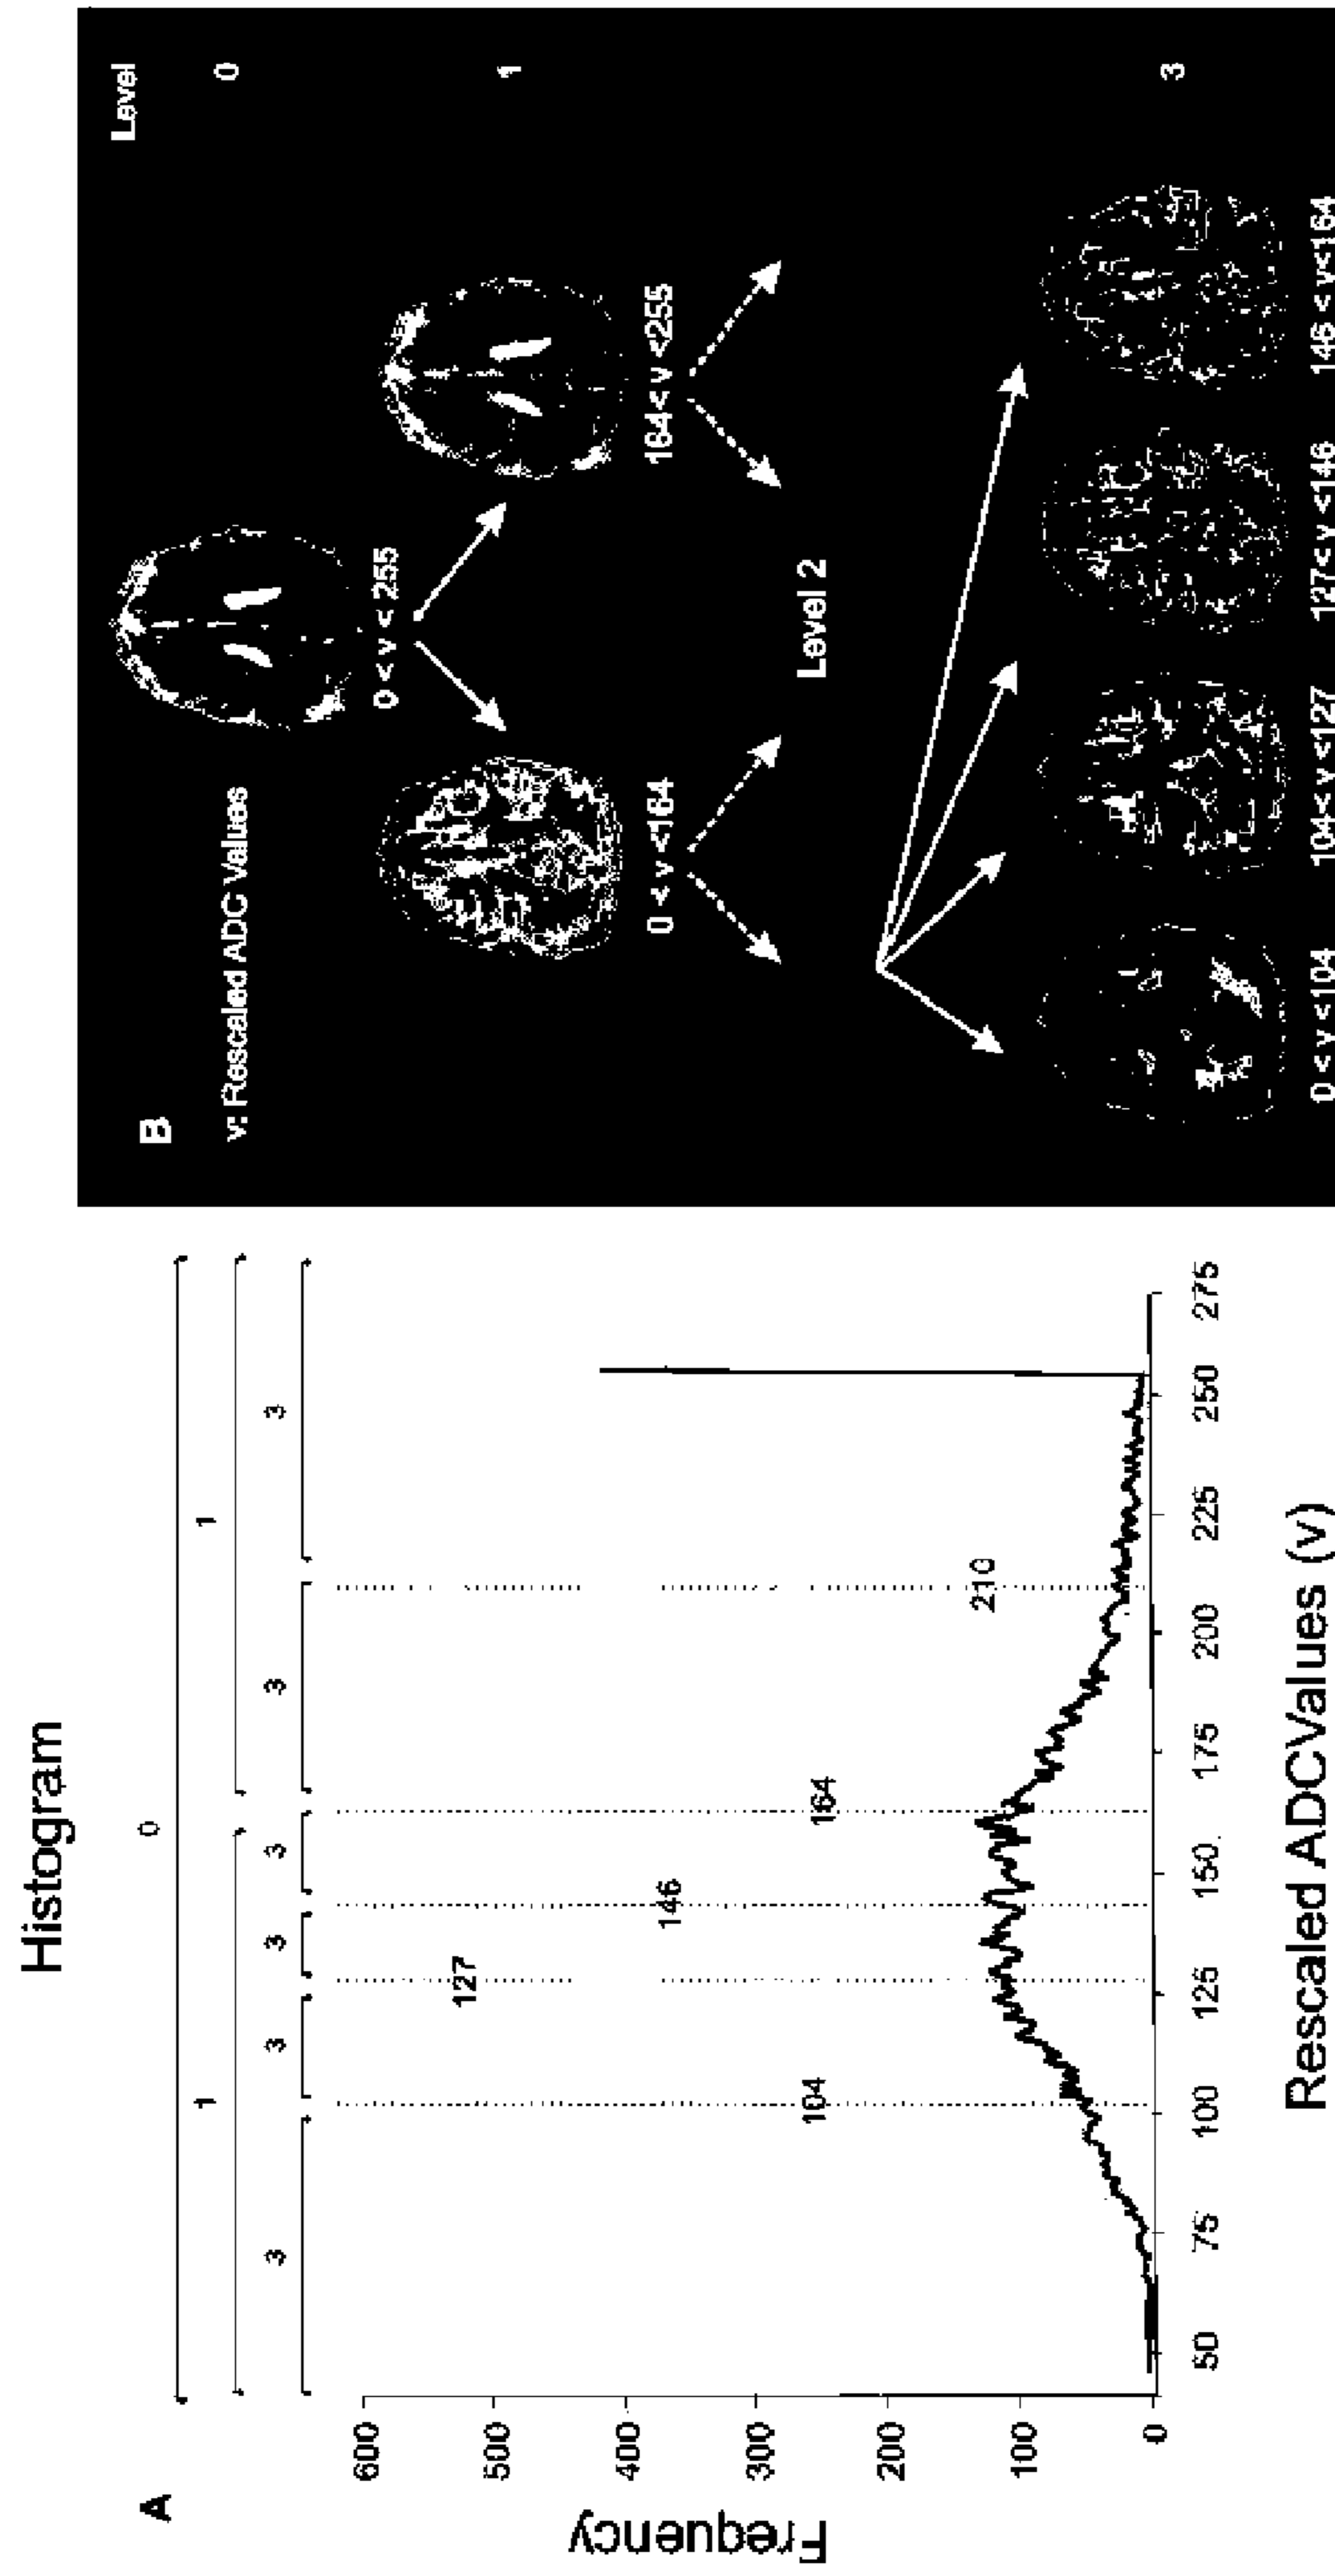 Histogram
A
0
1 1
3 3 3 3 3 3
600
500
400
300
200
100
0
Frequency
127
146
104
164
210
50 75 100 125 150 175 200 225 250 275
Rescaled ADCValues (v)
B
Level
v: Rescaled ADC Values
0
0 < v < 255
1
0 < v <164
164< v <255
Level 2
3
0 < v <104
104< v <127
127< v <146
146 < v<164